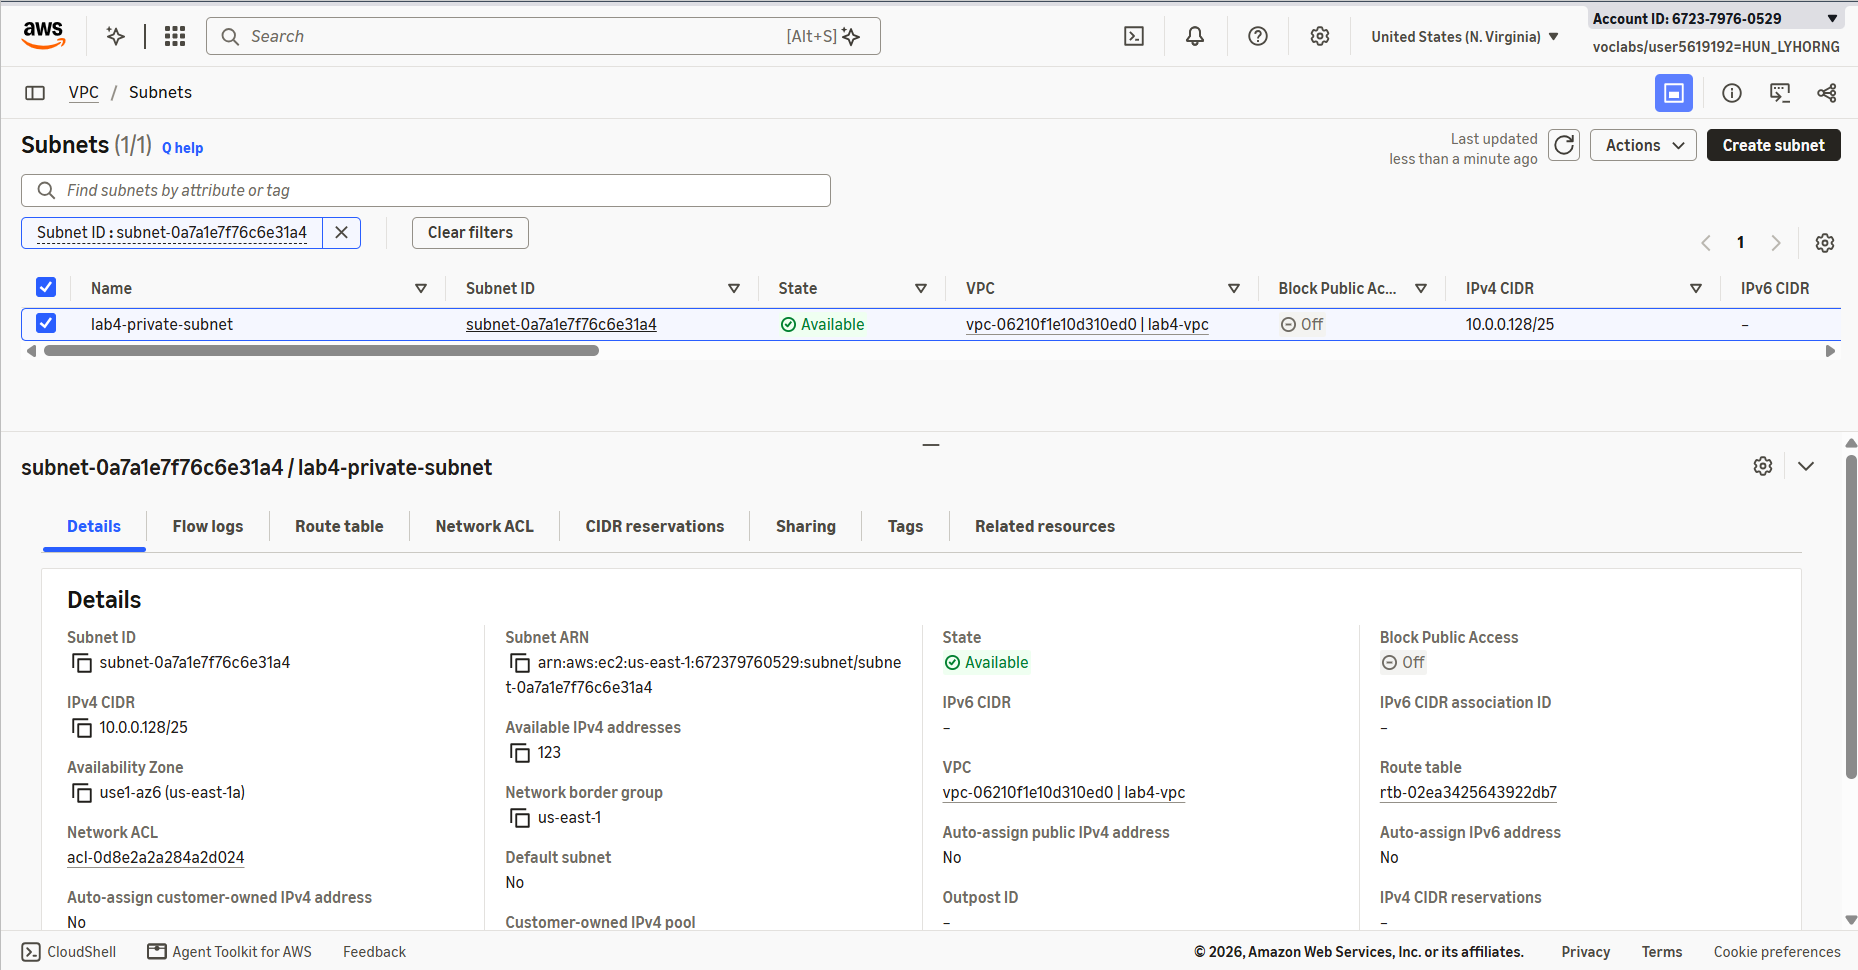 aws
Search
[Alt+S]
United States (N. Virginia)
Account ID: 6723-7976-0529
voclabs/user5619192=HUN_LYHORNG
VPC / Subnets
Subnets (1/1) Q help
Last updated
less than a minute ago
Actions
Create subnet
Find subnets by attribute or tag
Subnet ID : subnet-0a7a1e7f76c6e31a4
Clear filters
1
Name Subnet ID State VPC Block Public Ac... IPv4 CIDR IPv6 CIDR
lab4-private-subnet subnet-0a7a1e7f76c6e31a4 Available vpc-06210f1e10d310ed0 | lab4-vpc Off 10.0.0.128/25 –
subnet-0a7a1e7f76c6e31a4 / lab4-private-subnet
Details Flow logs Route table Network ACL CIDR reservations Sharing Tags Related resources
Details
Subnet ID
subnet-0a7a1e7f76c6e31a4
IPv4 CIDR
10.0.0.128/25
Availability Zone
use1-az6 (us-east-1a)
Network ACL
acl-0d8e2a2a284a2d024
Auto-assign customer-owned IPv4 address
No
Subnet ARN
arn:aws:ec2:us-east-1:672379760529:subnet/subne
t-0a7a1e7f76c6e31a4
Available IPv4 addresses
123
Network border group
us-east-1
Default subnet
No
Customer-owned IPv4 pool
State
Available
IPv6 CIDR
–
VPC
vpc-06210f1e10d310ed0 | lab4-vpc
Auto-assign public IPv4 address
No
Outpost ID
–
Block Public Access
Off
IPv6 CIDR association ID
–
Route table
rtb-02ea3425643922db7
Auto-assign IPv6 address
No
IPv4 CIDR reservations
–
CloudShell Agent Toolkit for AWS Feedback © 2026, Amazon Web Services, Inc. or its affiliates. Privacy Terms Cookie preferences